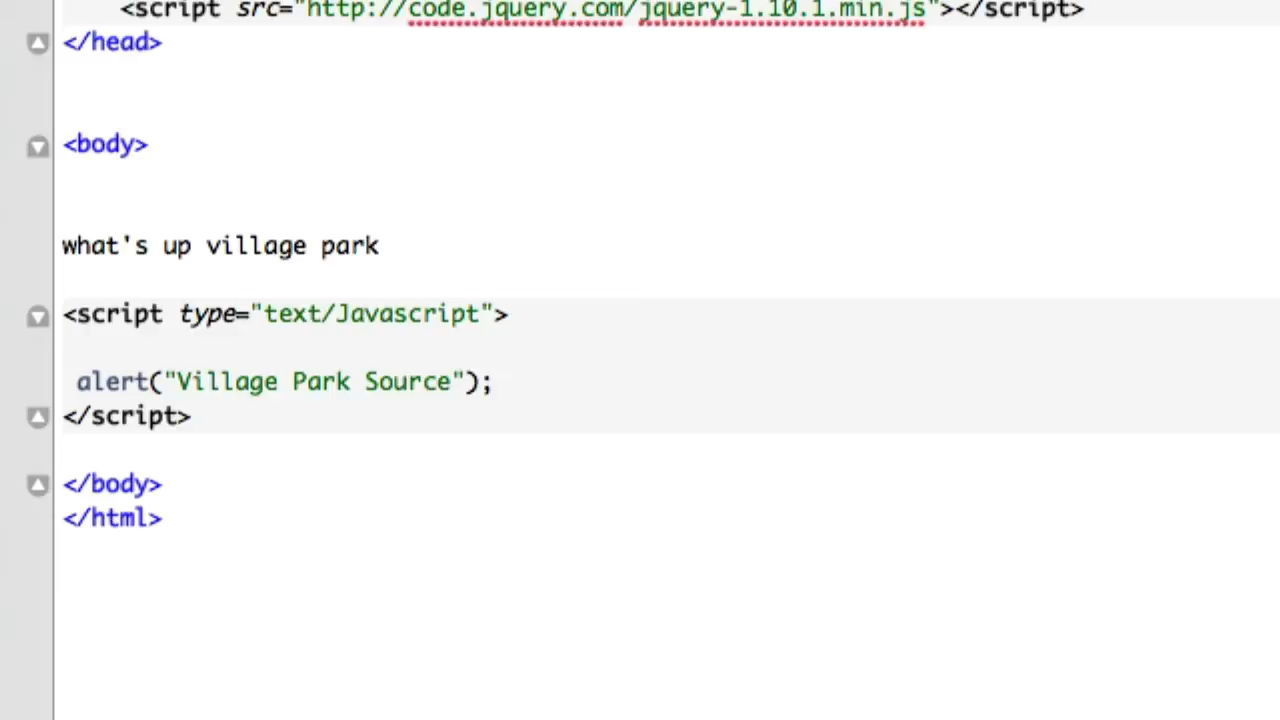 <script src="http://code.jquery.com/jquery-1.10.1.min.js"></script>
</head>
<body>
what's up village park
<script type="text/Javascript">
alert("Village Park Source");
</script>
</body>
</html>